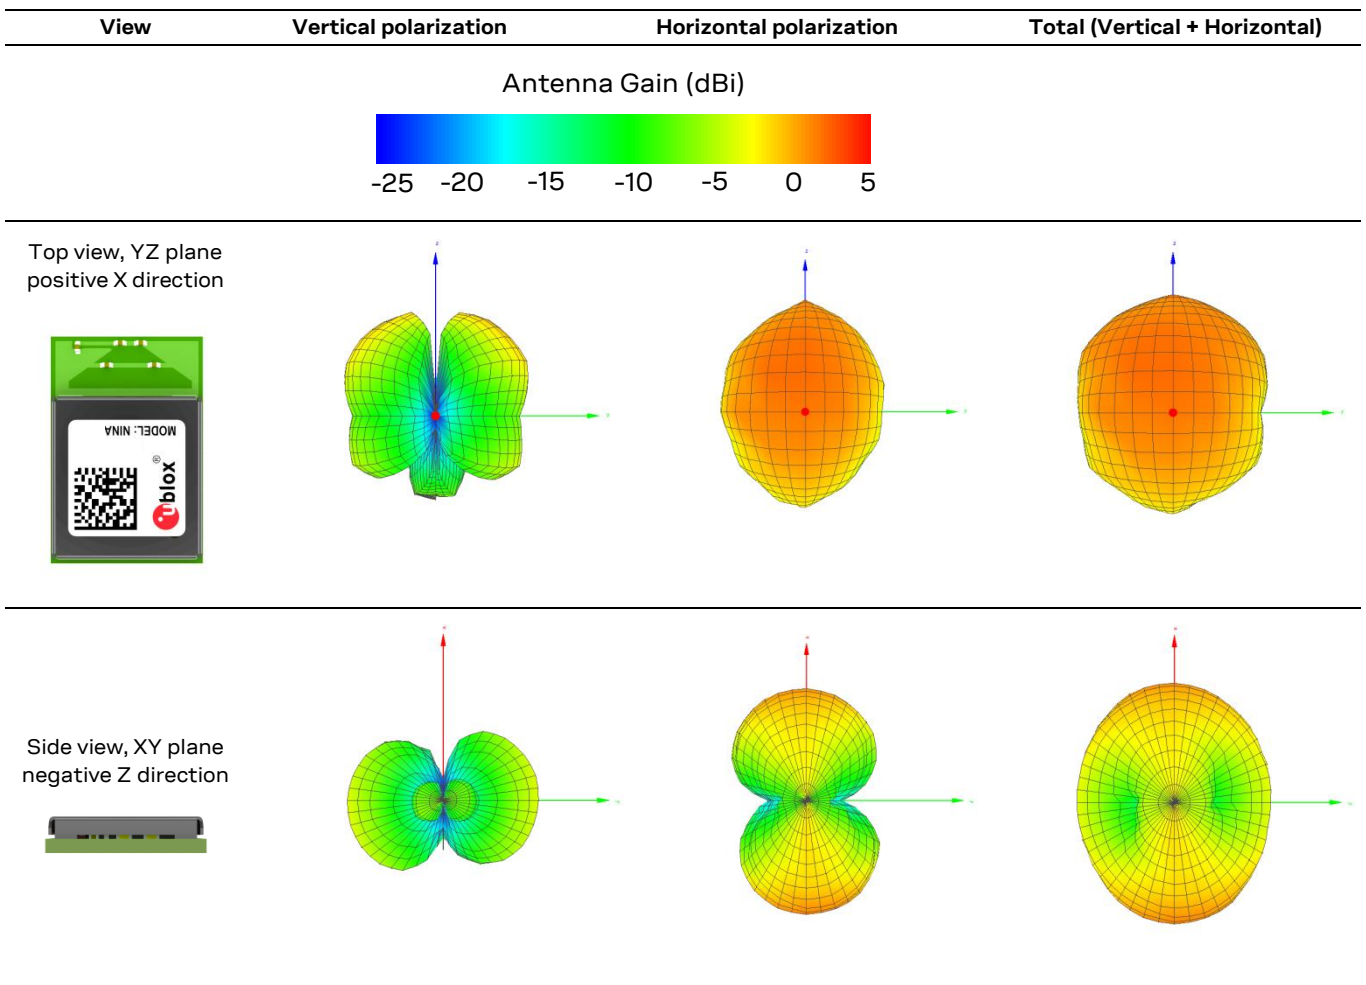 View Vertical polarization Horizontal polarization Total (Vertical + Horizontal)
Antenna Gain (dBi)
-25 -20 -15 -10 -5 0 5
Top view, YZ plane
positive X direction
MODEL: NINA
ublox®
Side view, XY plane
negative Z direction